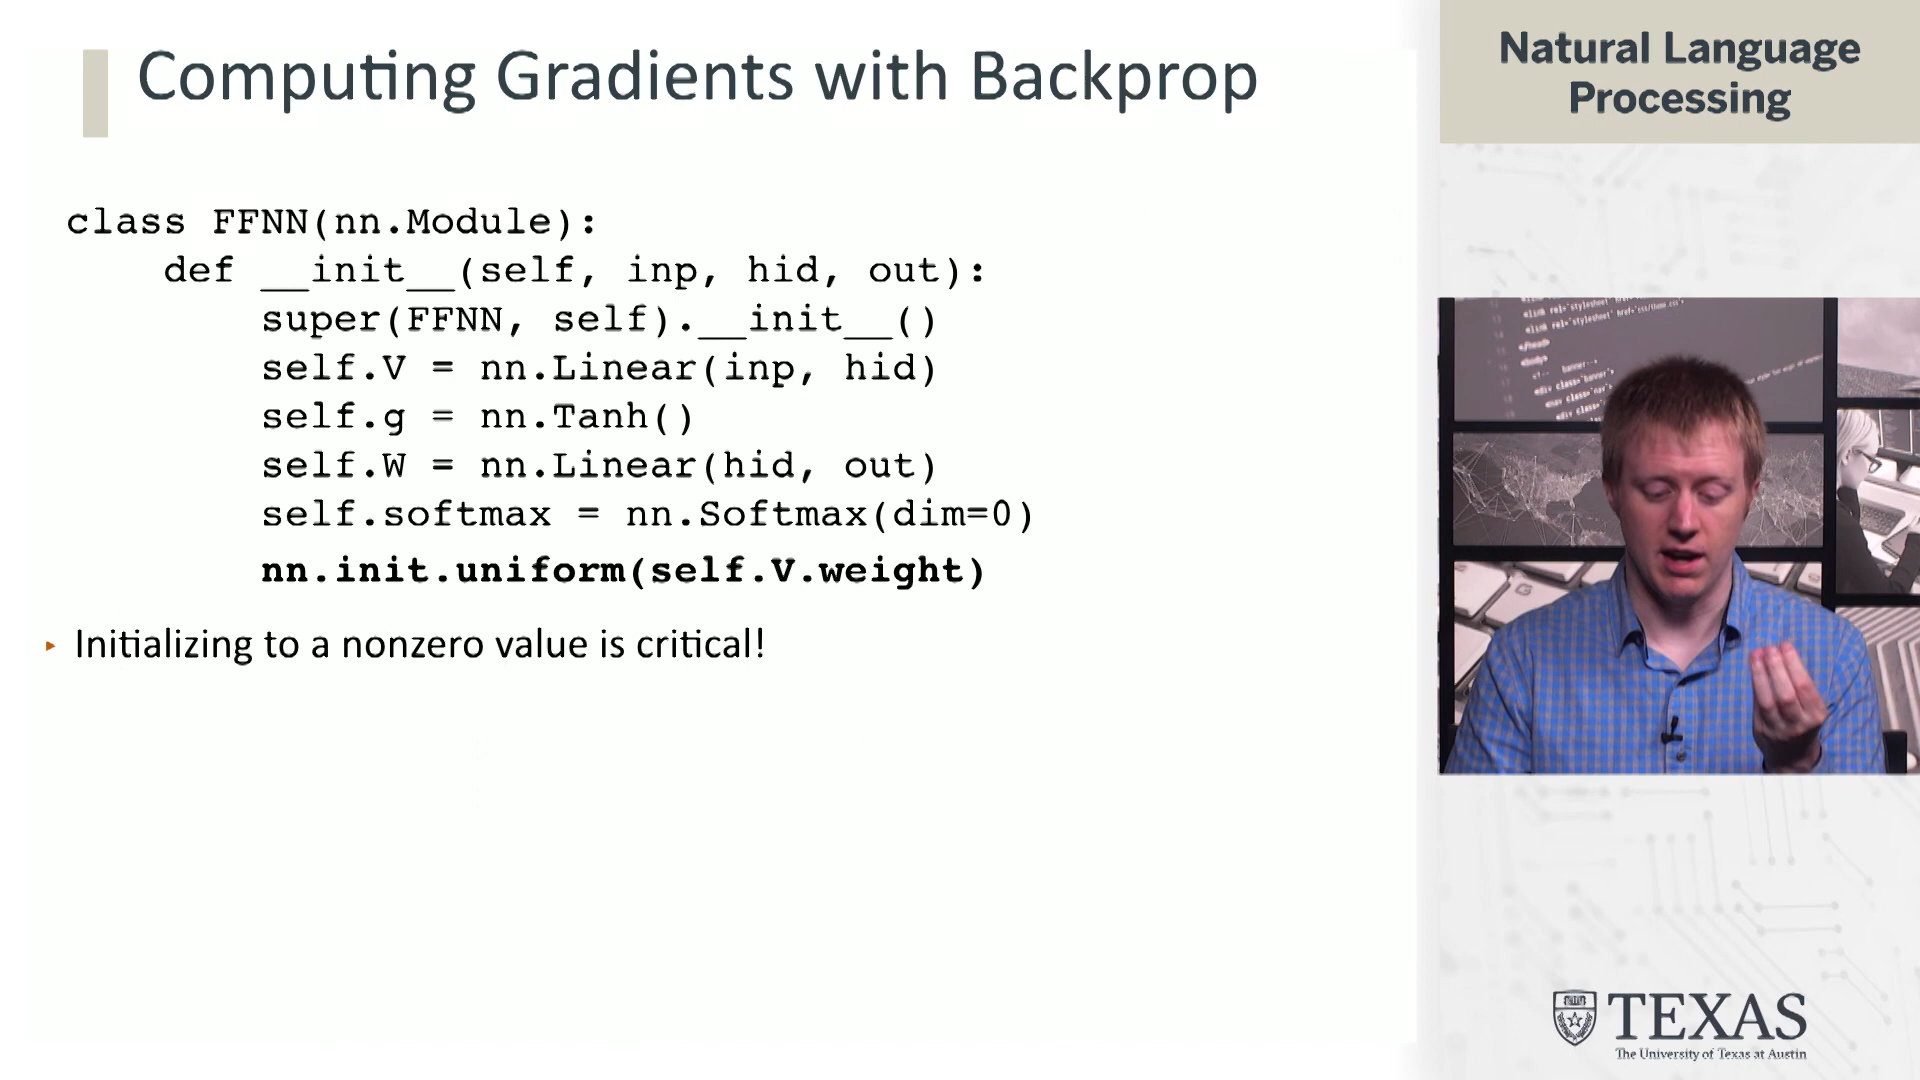 Computing Gradients with Backprop
Natural Language
Processing
class FFNN(nn.Module):
def __init__(self, inp, hid, out):
super(FFNN, self).__init__()
self.V = nn.Linear(inp, hid)
self.g = nn.Tanh()
self.W = nn.Linear(hid, out)
self.softmax = nn.Softmax(dim=0)
nn.init.uniform(self.V.weight)
▸ Initializing to a nonzero value is critical!
TEXAS
The University of Texas at Austin